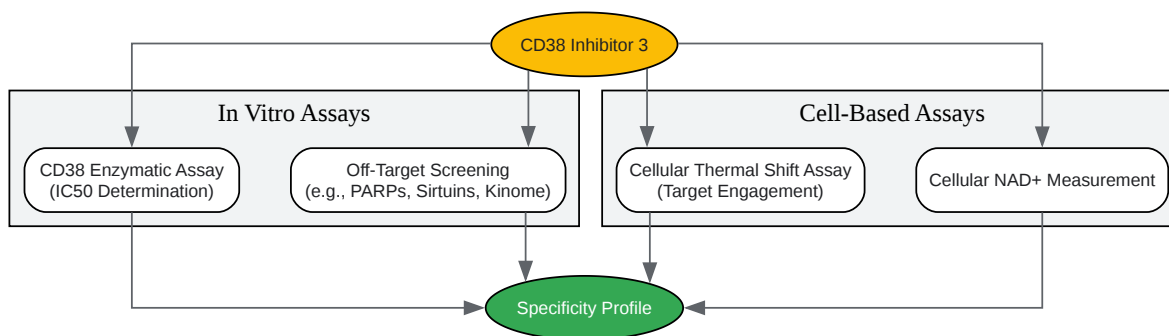 CD38 Inhibitor 3
In Vitro Assays
Cell-Based Assays
CD38 Enzymatic Assay
(IC50 Determination)
Off-Target Screening
(e.g., PARPs, Sirtuins, Kinome)
Cellular Thermal Shift Assay
(Target Engagement)
Cellular NAD+ Measurement
Specificity Profile